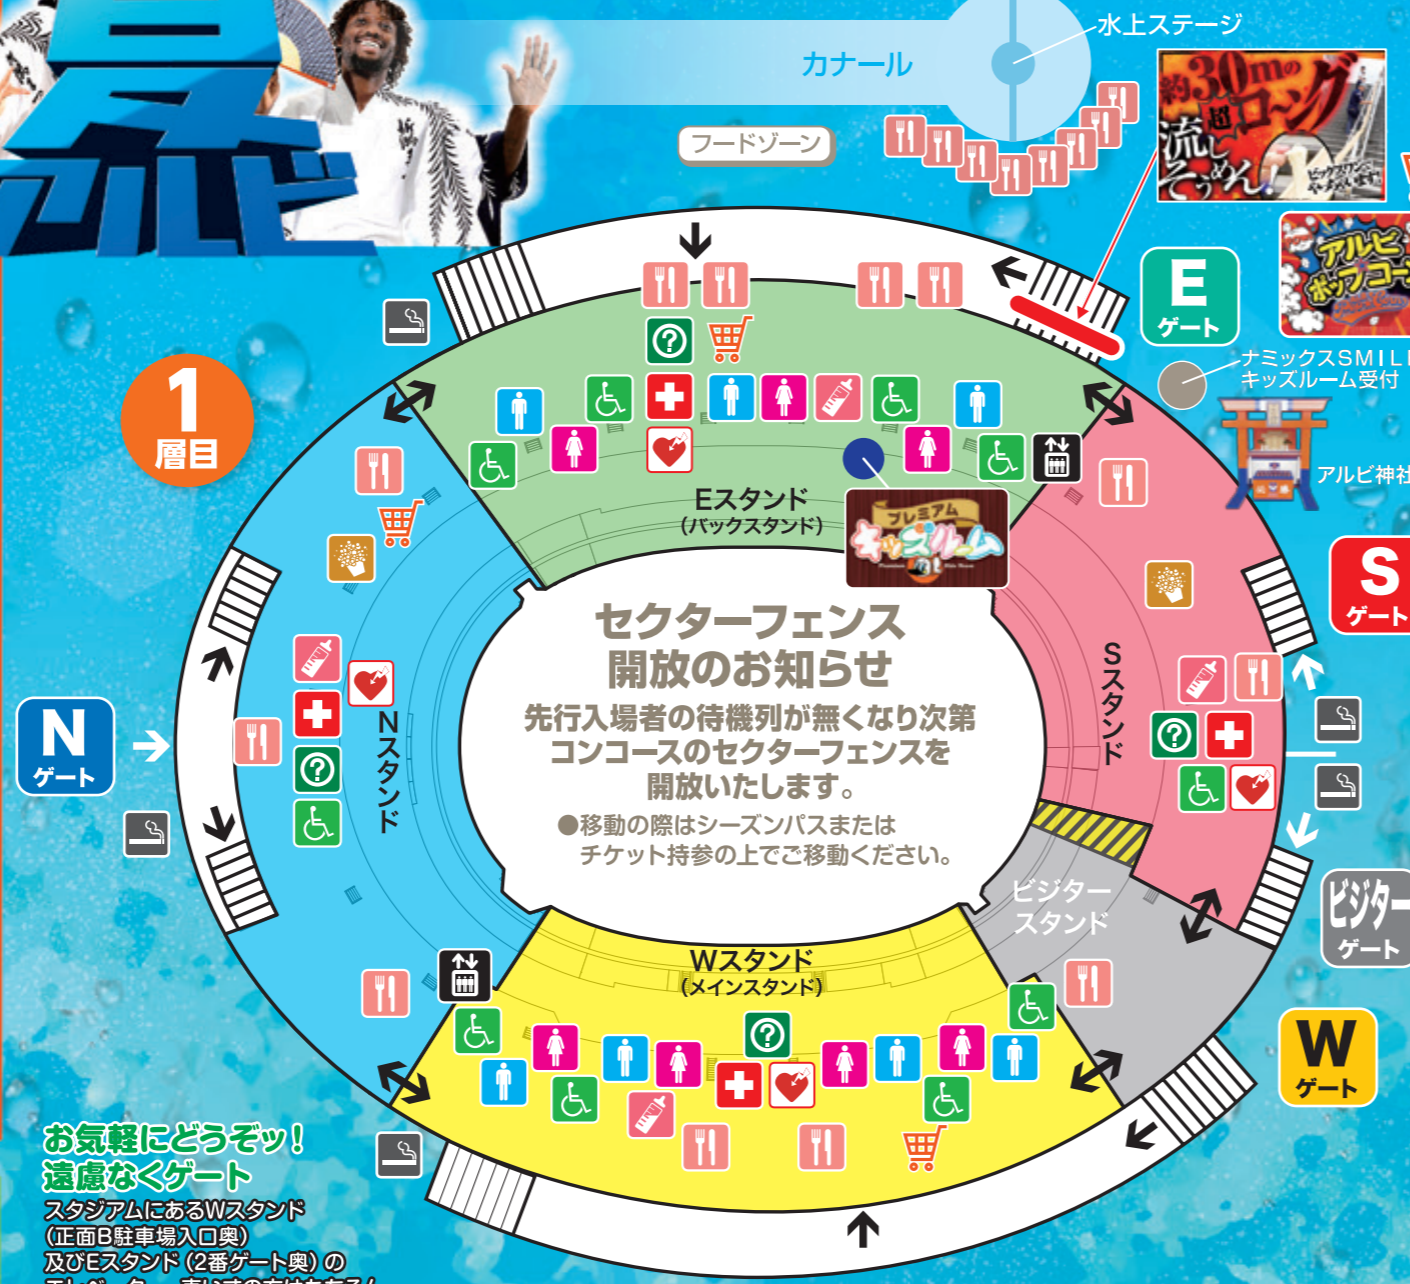 夏
アルビ
カナール
水上ステージ
フードゾーン
約30mの
超ロング
流し
そうめん!
Eゲート
アルビ
ポップコーン
ナミックスSMILE
キッズルーム受付
アルビ神社
1
層目
Eスタンド
(バックスタンド)
プレミアム
キッズルーム
セクターフェンス
開放のお知らせ
先行入場者の待機列が無くなり次第
コンコースのセクターフェンスを
開放いたします。
●移動の際はシーズンパスまたは
チケット持参の上でご移動ください。
Nスタンド
Sスタンド
N
ゲート
S
ゲート
ビジター
スタンド
ビジター
ゲート
Wスタンド
(メインスタンド)
W
ゲート
お気軽にどうぞッ!
遠慮なくゲート
スタジアムにあるWスタンド
(正面B駐車場入口奥)
及びEスタンド(2番ゲート奥)の